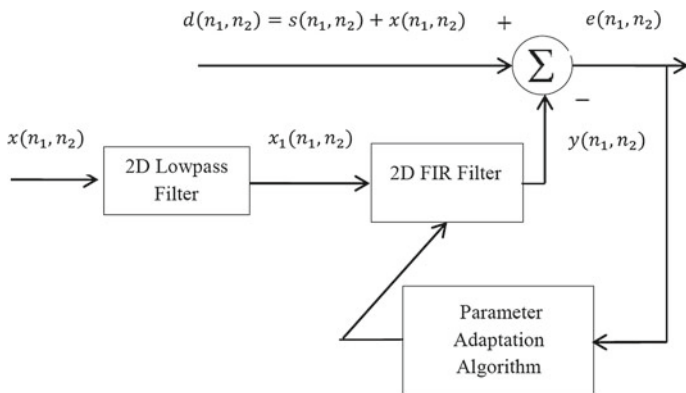 d(n₁, n₂) = s(n₁, n₂) + x(n₁, n₂) + e(n₁, n₂)
Σ
−
x(n₁, n₂) x₁(n₁, n₂) y(n₁, n₂)
2D Lowpass
Filter
2D FIR Filter
Parameter
Adaptation
Algorithm